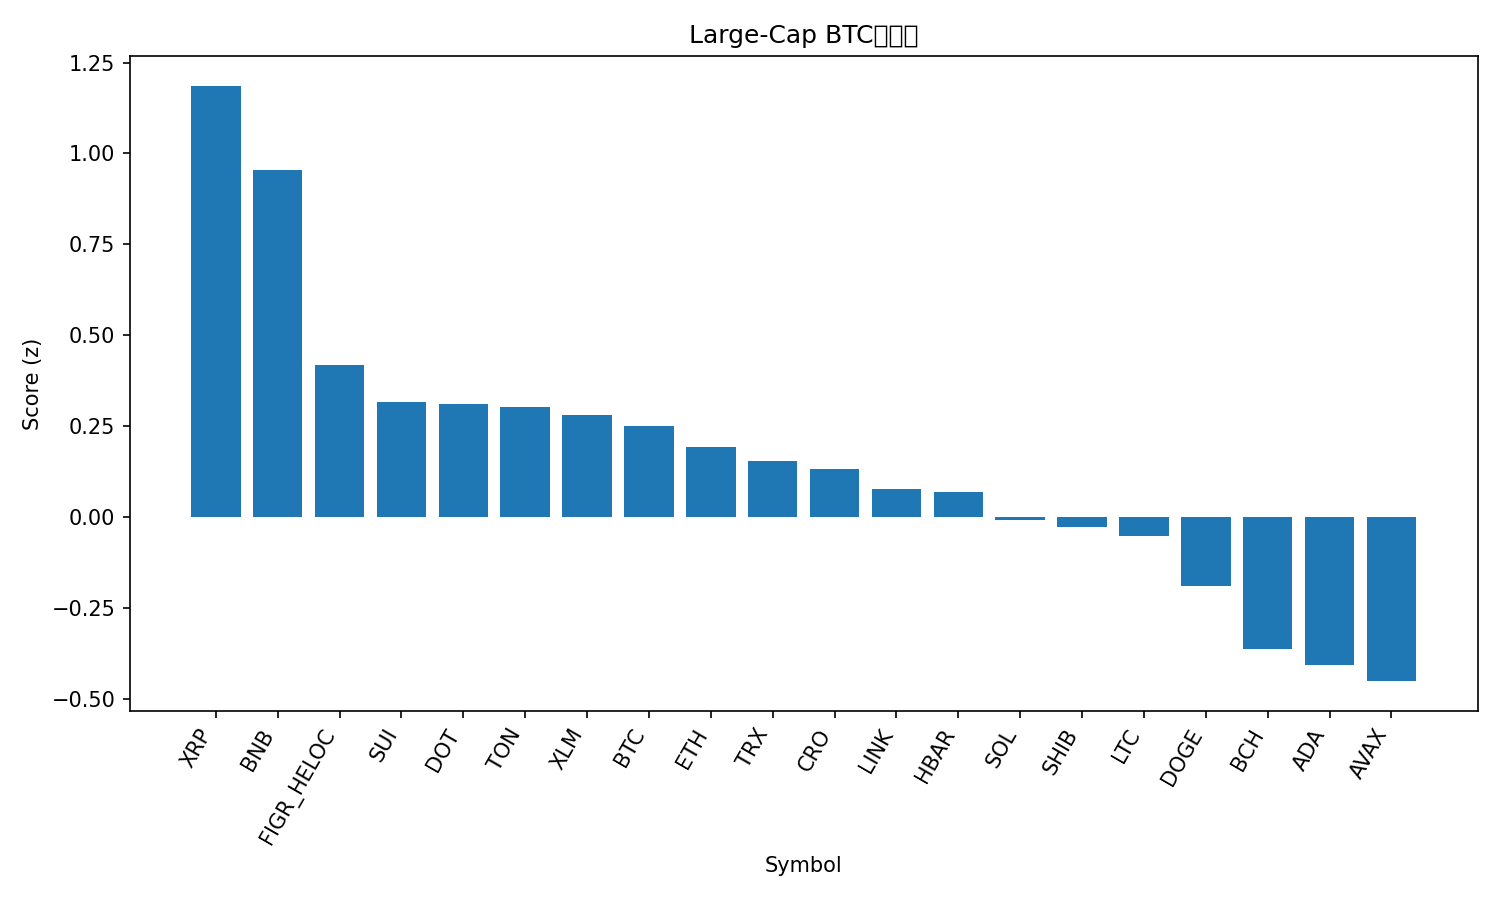 Large-Cap BTC
1.25
1.00
0.75
0.50
0.25
0.00
−0.25
−0.50
Score (z)
XRP
BNB
FIGR_HELOC
SUI
DOT
TON
XLM
BTC
ETH
TRX
CRO
LINK
HBAR
SOL
SHIB
LTC
DOGE
BCH
ADA
AVAX
Symbol